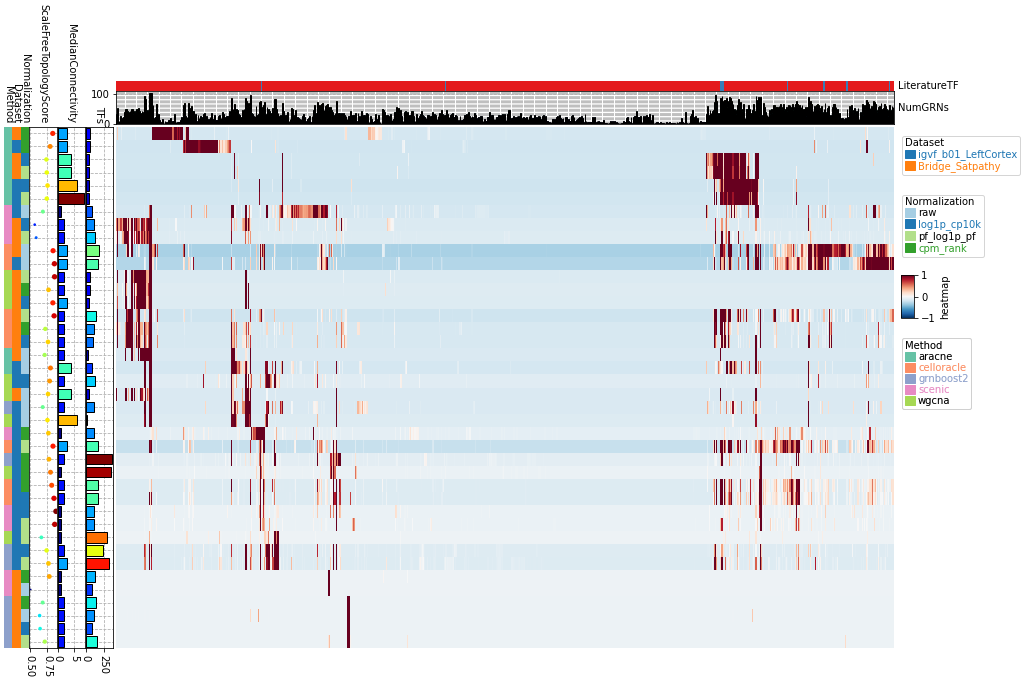 ScaleFreeTopologyScore
MedianConnectivity
Normalization
Dataset
Method
TFs
LiteratureTF
100
NumGRNs
0
Dataset
igvf_b01_LeftCortex
Bridge_Satpathy
Normalization
raw
log1p_cp10k
pf_log1p_pf
cpm_rank
1
0
−1
heatmap
Method
aracne
celloracle
grnboost2
scenic
wgcna
0.50
0.75
0
5
0
250